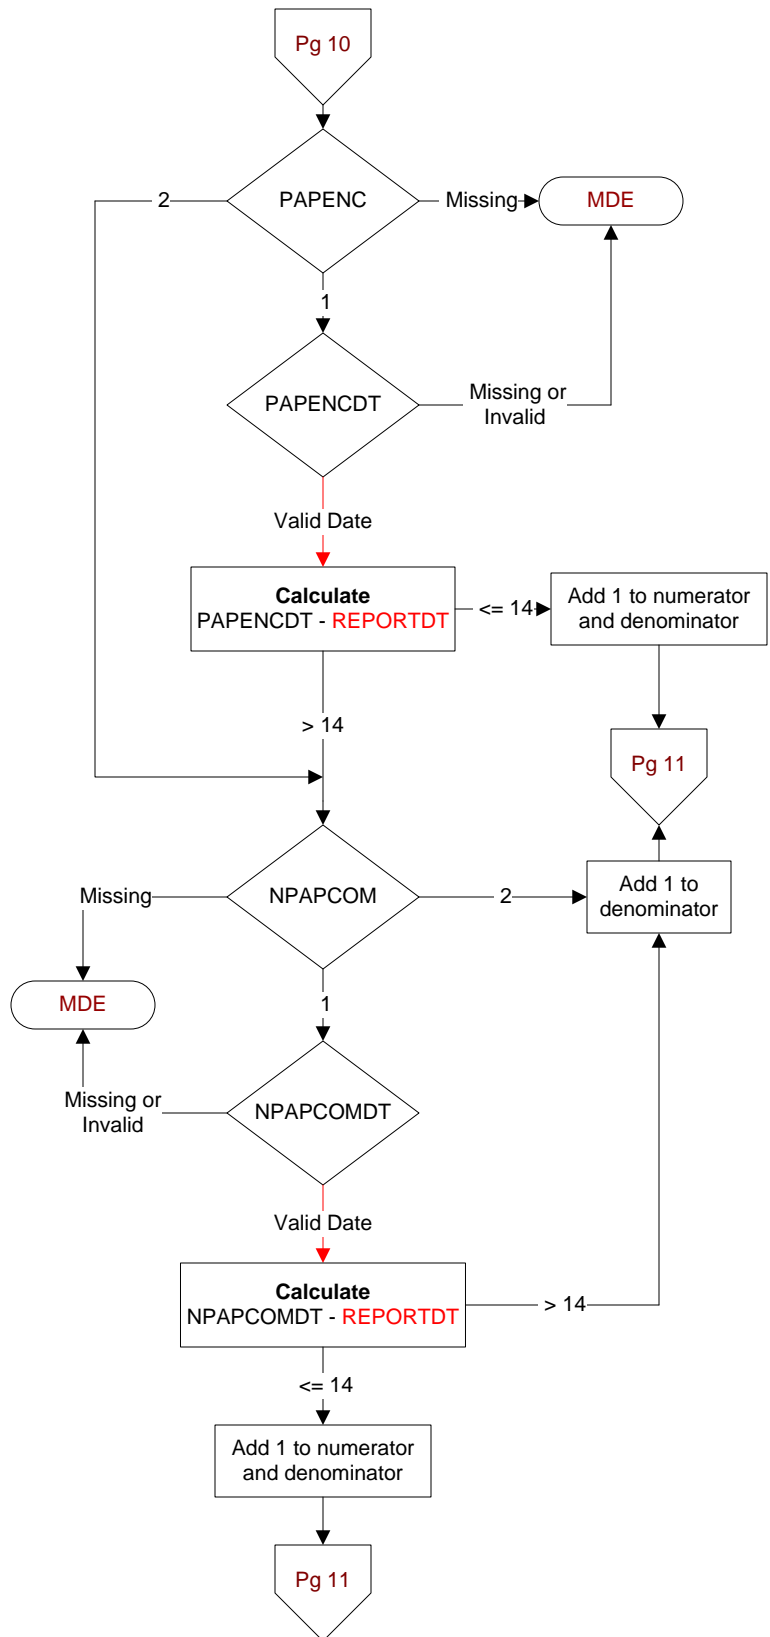 Pg 10
2
PAPENC
Missing
MDE
1
PAPENCDT
Missing or
Invalid
Valid Date
Calculate
PAPENCDT - REPORTDT
<= 14
Add 1 to numerator
and denominator
> 14
Pg 11
Missing
NPAPCOM
2
Add 1 to
denominator
MDE
1
Missing or
Invalid
NPAPCOMDT
Valid Date
Calculate
NPAPCOMDT - REPORTDT
> 14
<= 14
Add 1 to numerator
and denominator
Pg 11